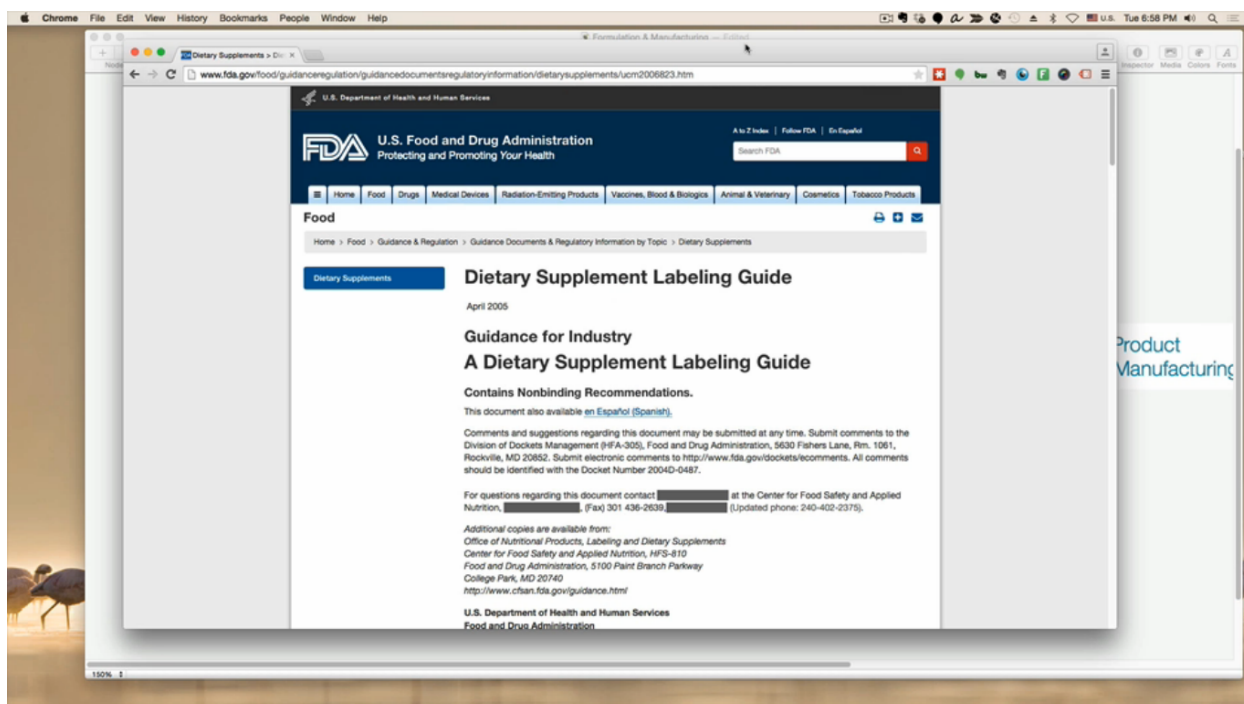 Chrome File Edit View History Bookmarks People Window Help
U.S. Tue 6:58 PM
Formulation & Manufacturing — Edited
Dietary Supplements > Die
Inspector Media Colors Fonts
www.fda.gov/food/guidanceregulation/guidancedocumentsregulatoryinformation/dietarysupplements/ucm2006823.htm
U.S. Department of Health and Human Services
A to Z Index | Follow FDA | En Español
FDA
U.S. Food and Drug Administration
Protecting and Promoting Your Health
Search FDA
Home Food Drugs Medical Devices Radiation-Emitting Products Vaccines, Blood & Biologics Animal & Veterinary Cosmetics Tobacco Products
Food
Home > Food > Guidance & Regulation > Guidance Documents & Regulatory Information by Topic > Dietary Supplements
Dietary Supplements
Dietary Supplement Labeling Guide
April 2005
Guidance for Industry
A Dietary Supplement Labeling Guide
Contains Nonbinding Recommendations.
This document also available en Español (Spanish).
Comments and suggestions regarding this document may be submitted at any time. Submit comments to the
Division of Dockets Management (HFA-305), Food and Drug Administration, 5630 Fishers Lane, Rm. 1061,
Rockville, MD 20852. Submit electronic comments to http://www.fda.gov/dockets/ecomments. All comments
should be identified with the Docket Number 2004D-0487.
For questions regarding this document contact at the Center for Food Safety and Applied
Nutrition, , (Fax) 301 436-2639, (Updated phone: 240-402-2375).
Additional copies are available from:
Office of Nutritional Products, Labeling and Dietary Supplements
Center for Food Safety and Applied Nutrition, HFS-810
Food and Drug Administration, 5100 Paint Branch Parkway
College Park, MD 20740
http://www.cfsan.fda.gov/guidance.html
U.S. Department of Health and Human Services
Food and Drug Administration
Product
Manufacturing
150%